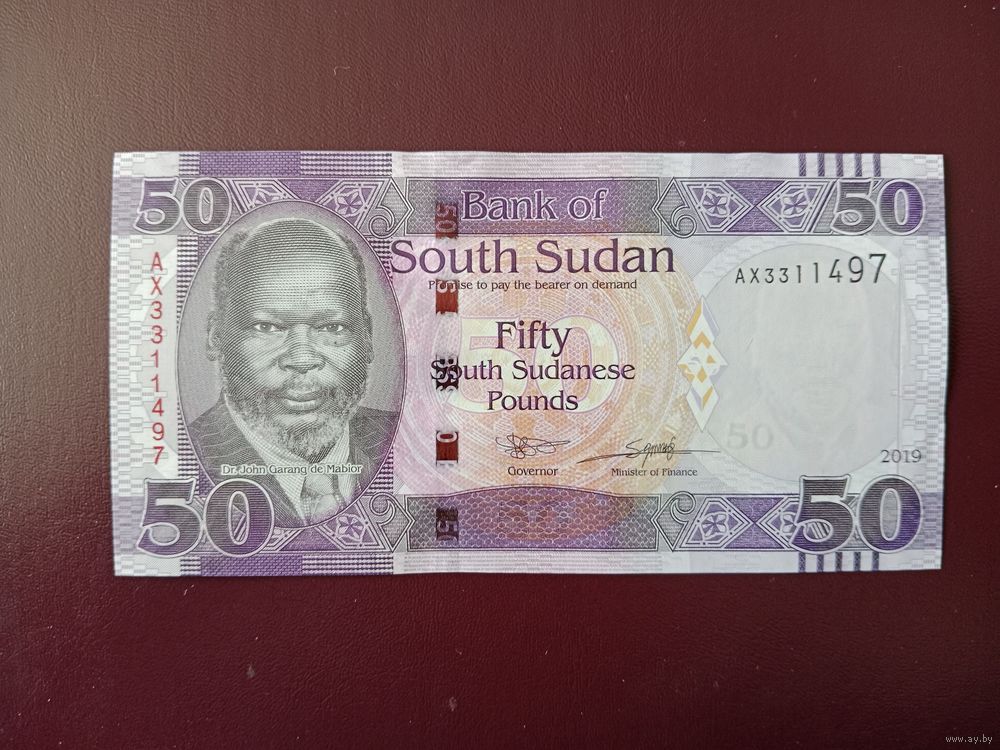 50
Bank of
50
South Sudan
Promise to pay the bearer on demand
AX3311497
AX3311497
50
Fifty
South Sudanese
Pounds
50
Governor
Minister of Finance
2019
Dr. John Garang de Mabior
50
50
www.ay.by